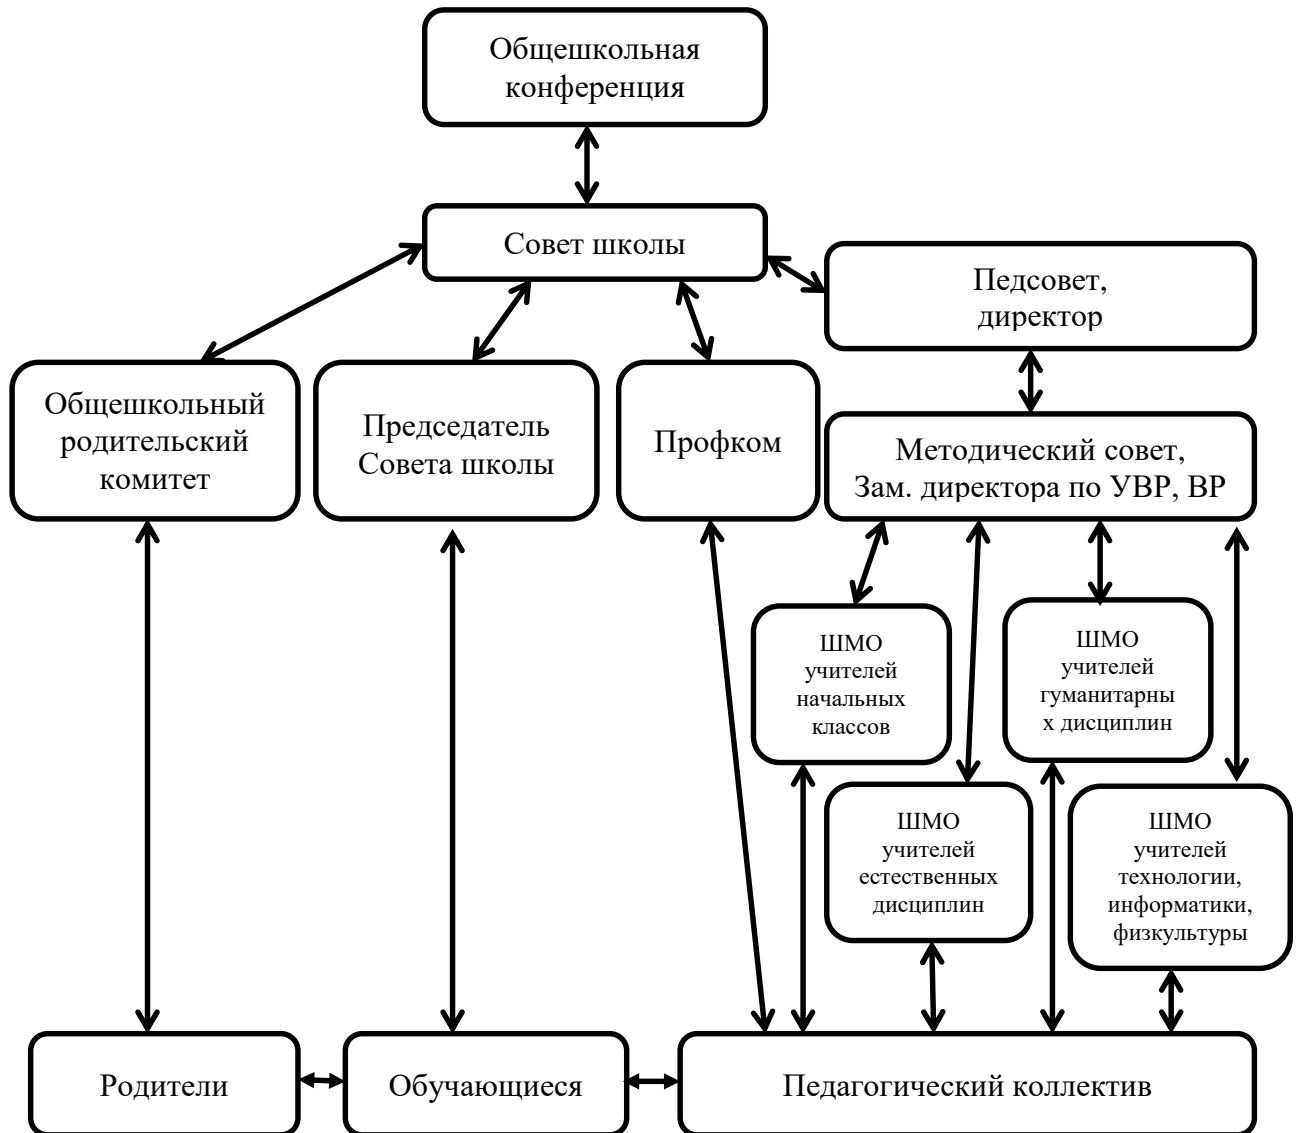 Общешкольная
конференция
Совет школы
Педсовет,
директор
Общешкольный
родительский
комитет
Председатель
Совета школы
Профком
Методический совет,
Зам. директора по УВР, ВР
ШМО
учителей
начальных
классов
ШМО
учителей
гуманитарны
х дисциплин
ШМО
учителей
естественных
дисциплин
ШМО
учителей
технологии,
информатики,
физкультуры
Родители
Обучающиеся
Педагогический коллектив